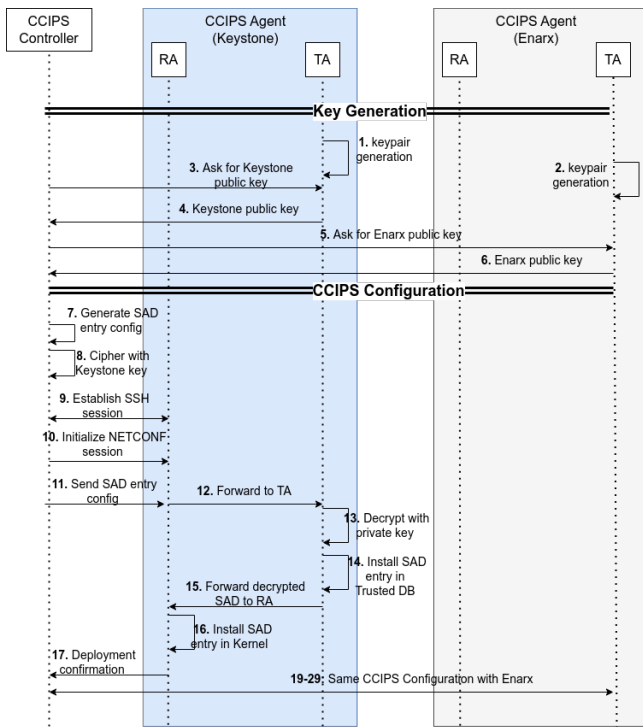 CCIPS
Controller
CCIPS Agent
(Keystone)
CCIPS Agent
(Enarx)
RA
TA
RA
TA
Key Generation
1. keypair
generation
2. keypair
generation
3. Ask for Keystone
public key
4. Keystone public key
5. Ask for Enarx public key
6. Enarx public key
CCIPS Configuration
7. Generate SAD
entry config
8. Cipher with
Keystone key
9. Establish SSH
session
10. Initialize NETCONF
session
11. Send SAD entry
config
12. Forward to TA
13. Decrypt with
private key
14. Install SAD
entry in
Trusted DB
15. Forward decrypted
SAD to RA
16. Install SAD
entry in Kernel
17. Deployment
confirmation
19-29: Same CCIPS Configuration with Enarx